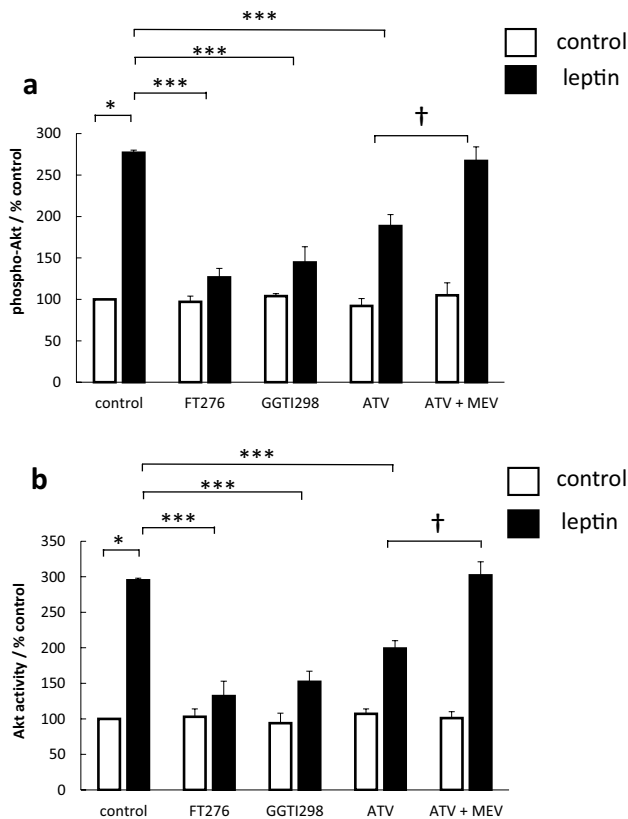 ***
control
***
leptin
a
***
*
†
300
250
200
150
100
50
0
phospho-Akt / % control
control FT276 GGTI298 ATV ATV + MEV
***
control
b
***
leptin
***
†
*
350
300
250
200
150
100
50
0
Akt activity / % control
control FT276 GGTI298 ATV ATV + MEV